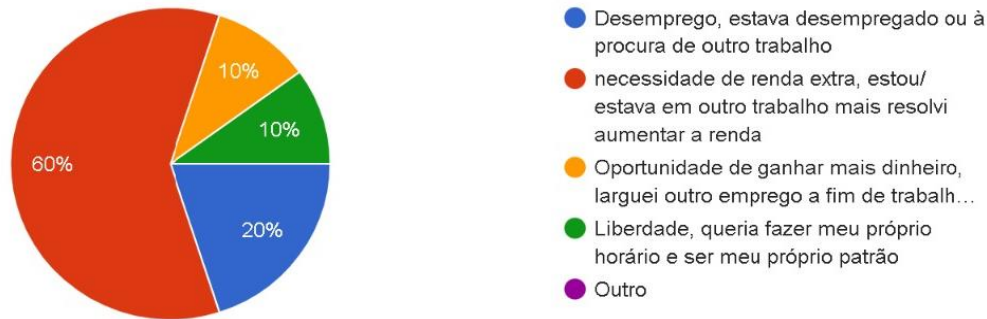 10%
10%
60%
20%
Desemprego, estava desempregado ou à
procura de outro trabalho
necessidade de renda extra, estou/
estava em outro trabalho mais resolvi
aumentar a renda
Oportunidade de ganhar mais dinheiro,
larguei outro emprego a fim de trabalh…
Liberdade, queria fazer meu próprio
horário e ser meu próprio patrão
Outro